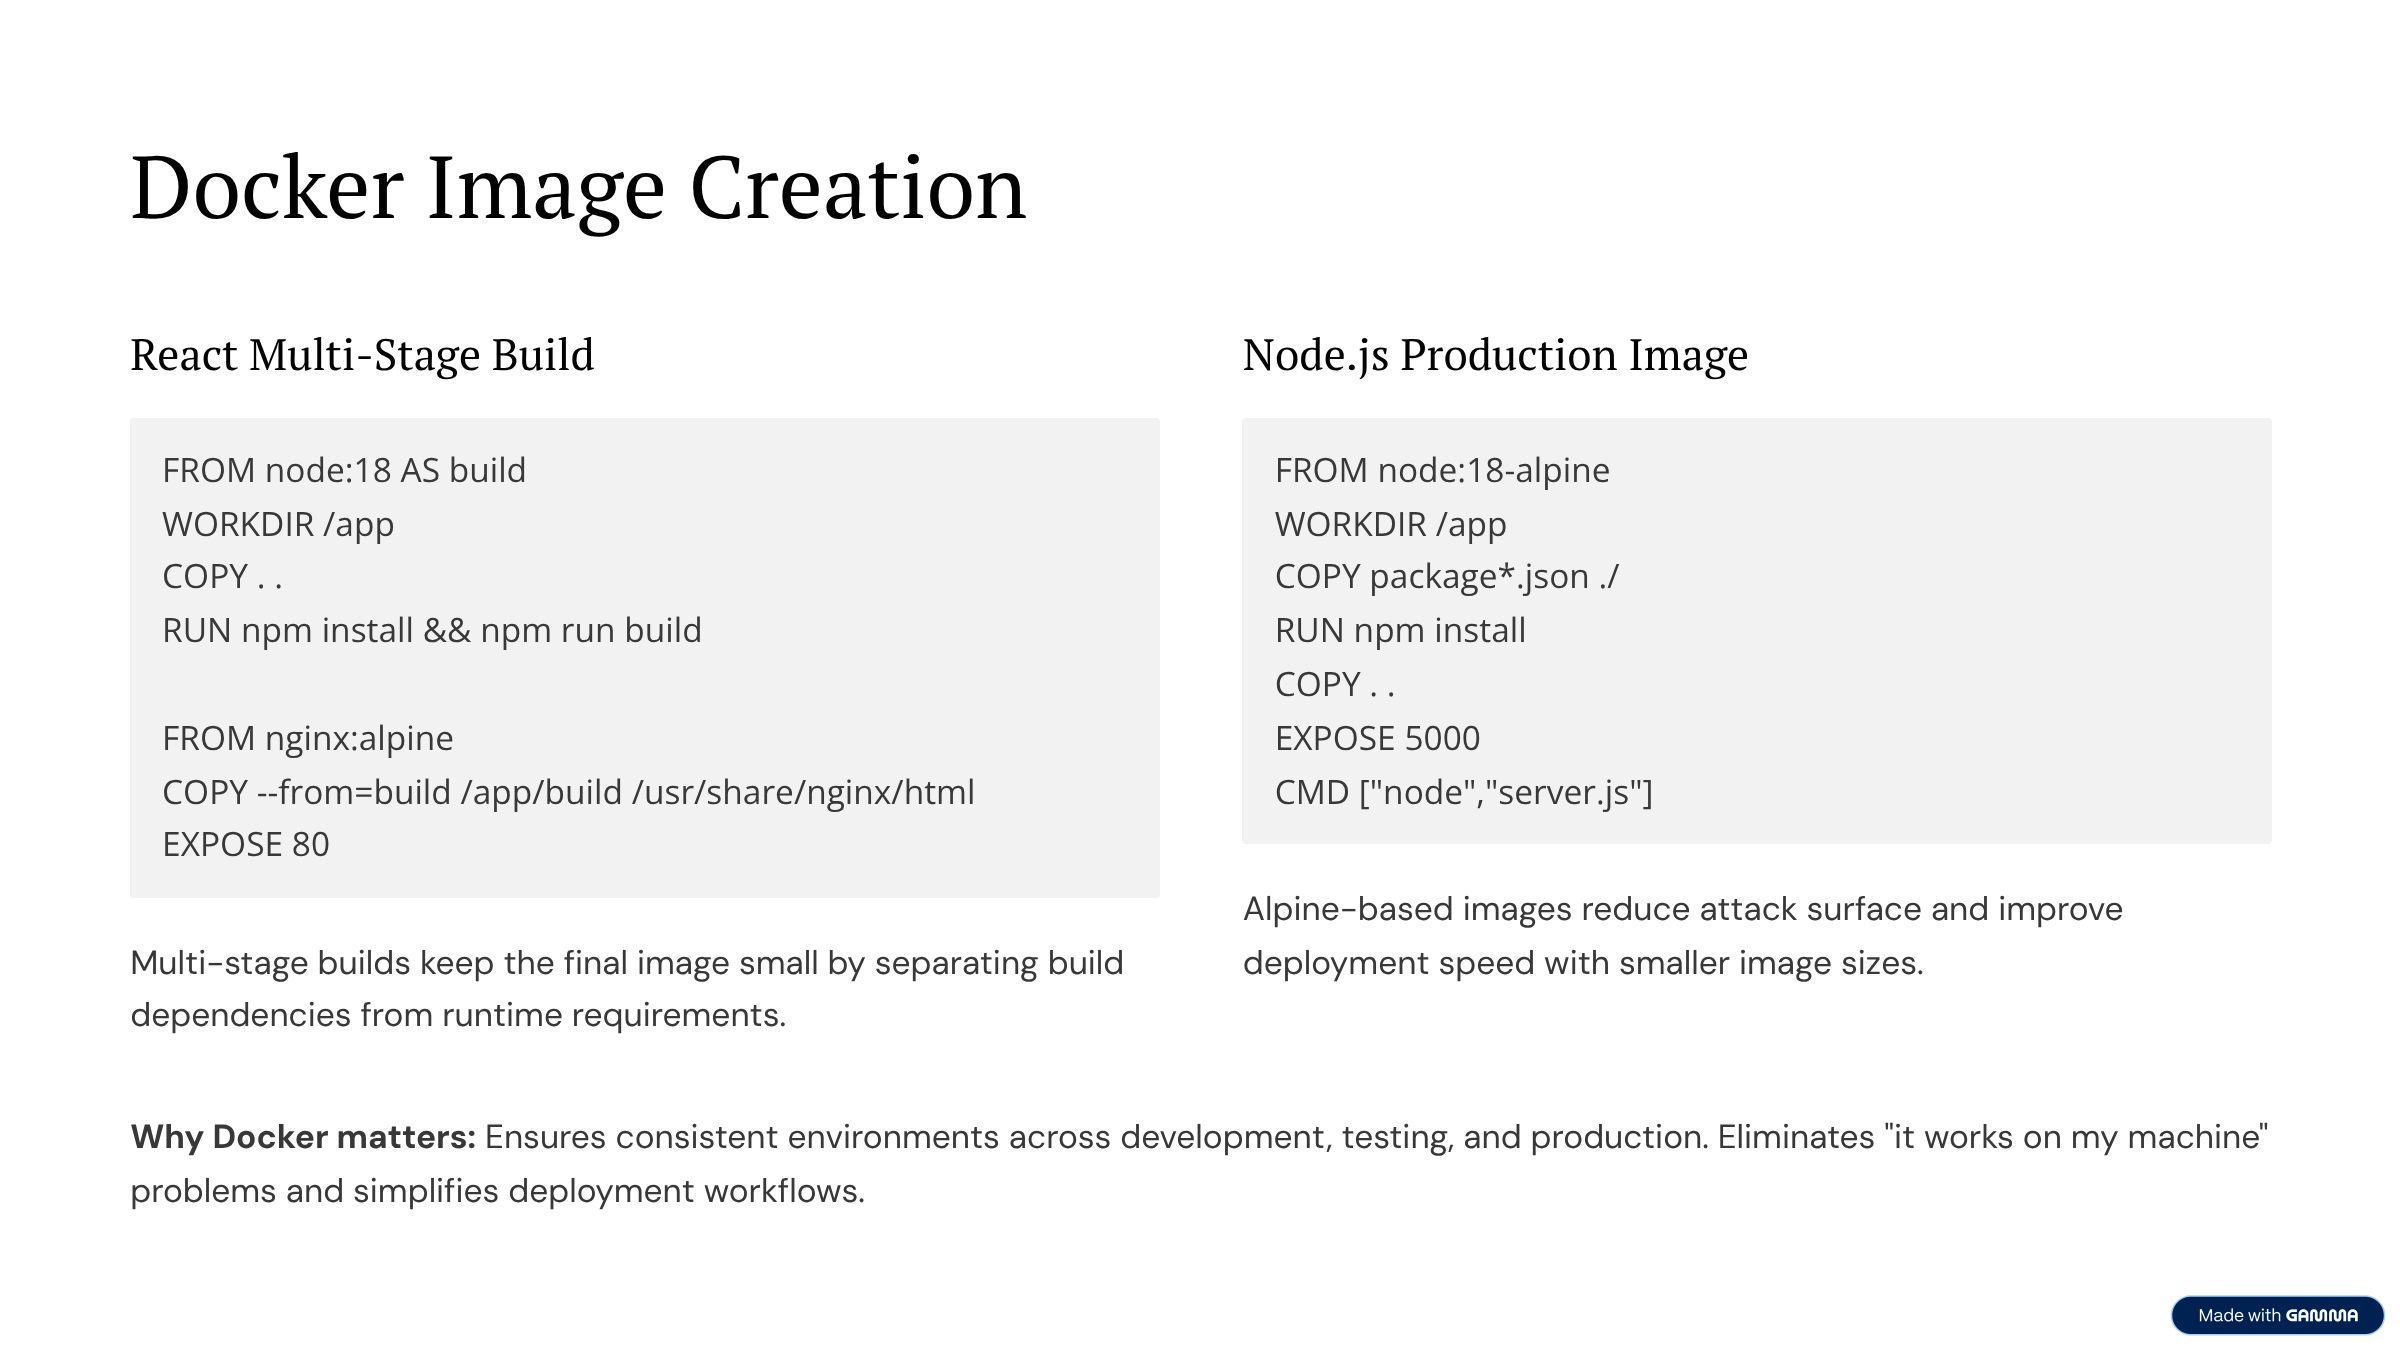 Docker Image Creation
React Multi-Stage Build
FROM node:18 AS build
WORKDIR /app
COPY . .
RUN npm install && npm run build
FROM nginx:alpine
COPY --from=build /app/build /usr/share/nginx/html
EXPOSE 80
Multi-stage builds keep the final image small by separating build
dependencies from runtime requirements.
Node.js Production Image
FROM node:18-alpine
WORKDIR /app
COPY package*.json ./
RUN npm install
COPY . .
EXPOSE 5000
CMD ["node","server.js"]
Alpine-based images reduce attack surface and improve
deployment speed with smaller image sizes.
Why Docker matters: Ensures consistent environments across development, testing, and production. Eliminates "it works on my machine"
problems and simplifies deployment workflows.
Made with GAMMA